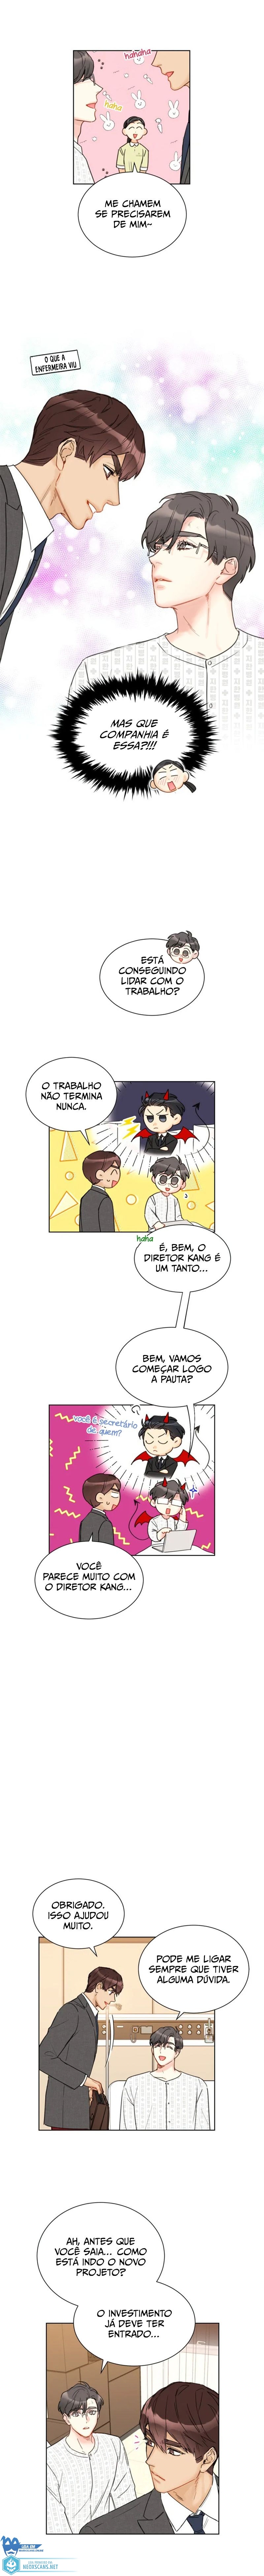 hahaha
haha
ME CHAMEM
SE PRECISAREM
DE MIM~
O QUE A
ENFERMEIRA VIU
MAS QUE
COMPANHIA É
ESSA?!!!
ESTÁ
CONSEGUINDO
LIDAR COM O
TRABALHO?
O TRABALHO
NÃO TERMINA
NUNCA.
haha
É, BEM, O
DIRETOR KANG É
UM TANTO...
BEM, VAMOS
COMEÇAR LOGO
A PAUTA?
você é secretário
de quem?
VOCÊ
PARECE MUITO COM
O DIRETOR KANG...
OBRIGADO.
ISSO AJUDOU
MUITO.
PODE ME LIGAR
SEMPRE QUE TIVER
ALGUMA DÚVIDA.
AH, ANTES QUE
VOCÊ SAIA... COMO
ESTÁ INDO O NOVO
PROJETO?
O INVESTIMENTO
JÁ DEVE TER
ENTRADO...
NEOXSCANS.NET